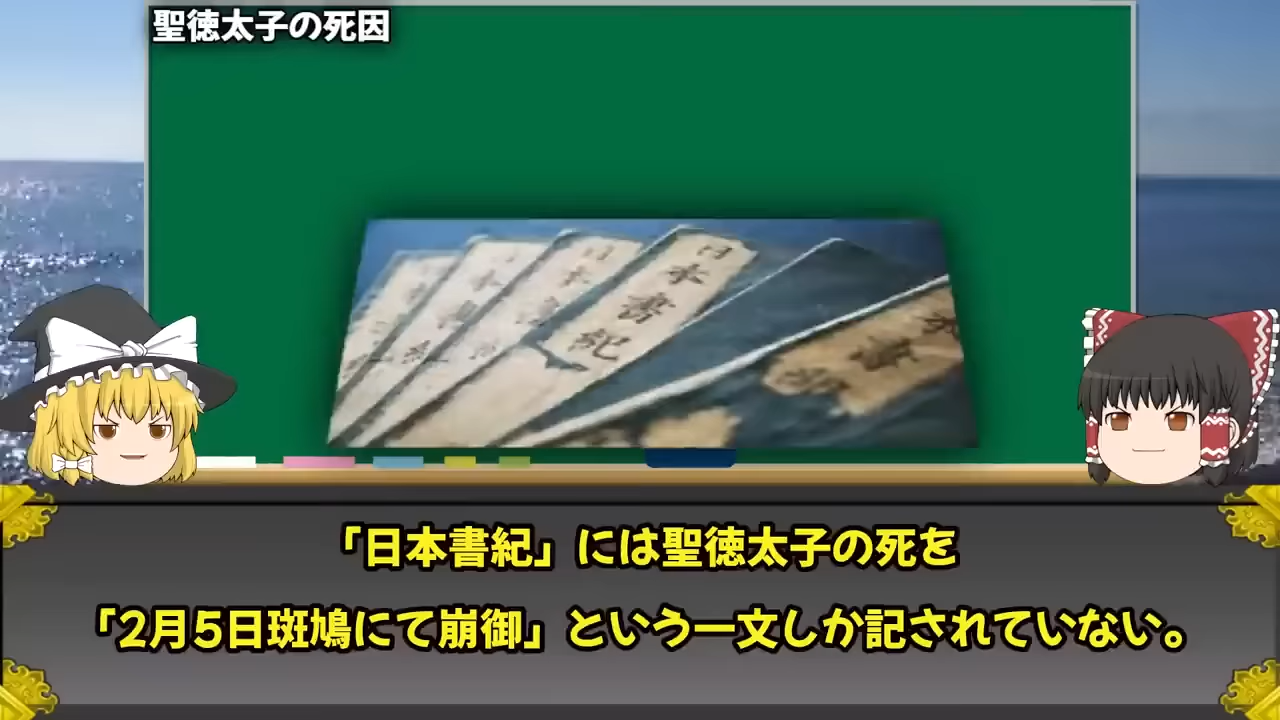 聖徳太子の死因
日本書紀
「日本書紀」には聖徳太子の死を
「2月5日斑鳩にて崩御」という一文しか記されていない。